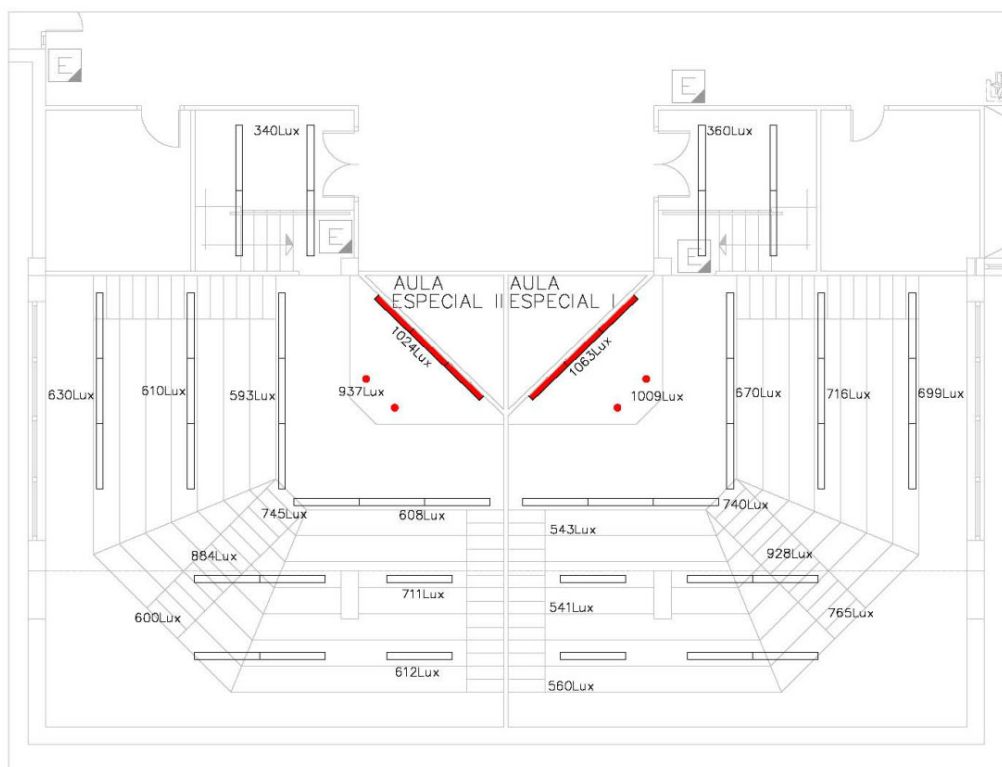 E
E
340Lux
360Lux
E
E
AULA
ESPECIAL II
AULA
ESPECIAL I
1024Lux
1063Lux
630Lux
610Lux
593Lux
937Lux
1009Lux
670Lux
716Lux
699Lux
745Lux
608Lux
543Lux
740Lux
884Lux
928Lux
711Lux
541Lux
600Lux
765Lux
612Lux
560Lux